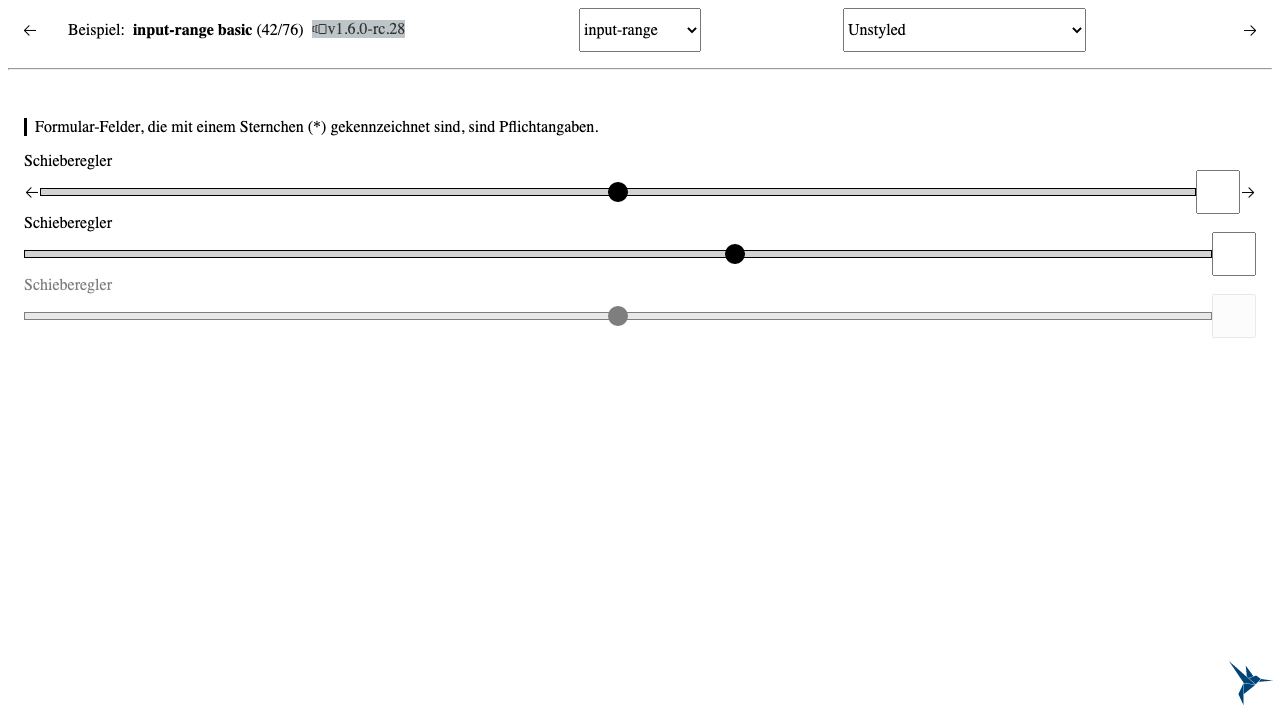 Beispiel: input-range basic (42/76) v1.6.0-rc.28 input-range Unstyled
Formular-Felder, die mit einem Sternchen (*) gekennzeichnet sind, sind Pflichtangaben.
Schieberegler
Schieberegler
Schieberegler